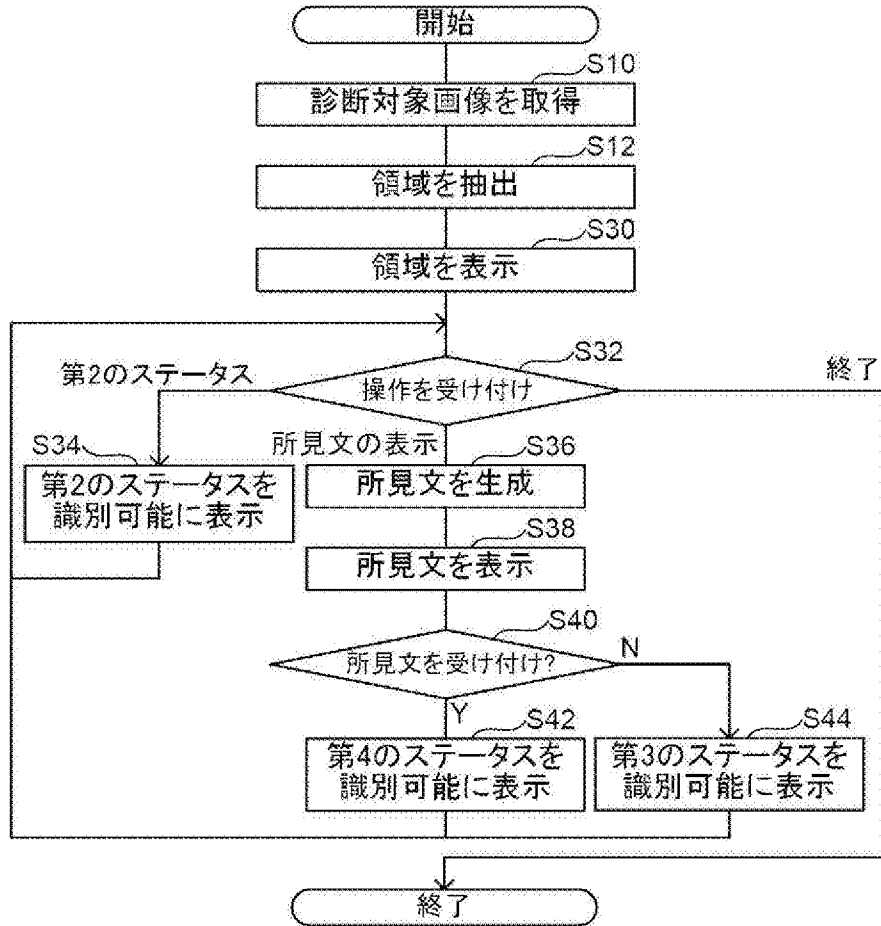 開始
S10
診断対象画像を取得
S12
領域を抽出
S30
領域を表示
S32
操作を受け付け
第2のステータス
終了
所見文の表示
S34
第2のステータスを
識別可能に表示
S36
所見文を生成
S38
所見文を表示
S40
所見文を受け付け?
N
Y
S42
第4のステータスを
識別可能に表示
S44
第3のステータスを
識別可能に表示
終了